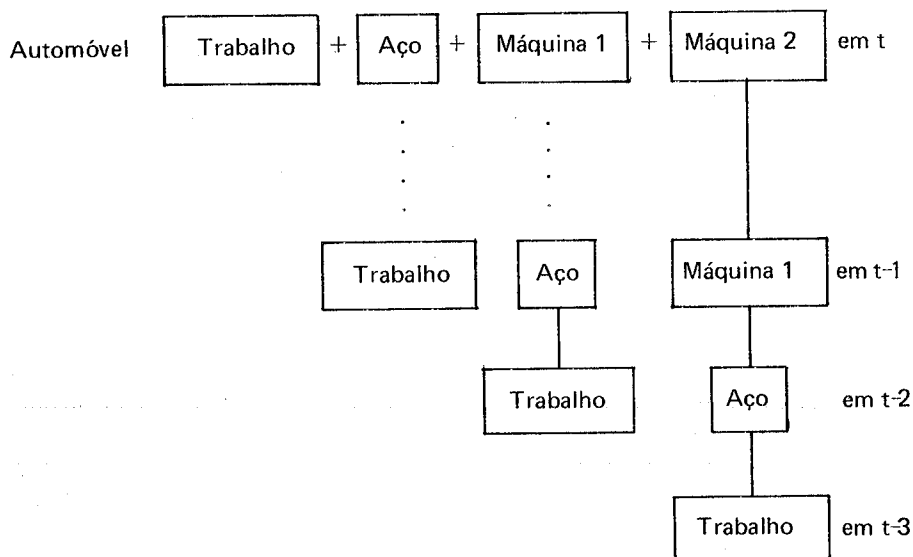 Automóvel Trabalho + Aço + Máquina 1 + Máquina 2 em t
Trabalho Aço Máquina 1 em t-1
Trabalho Aço em t-2
Trabalho em t-3